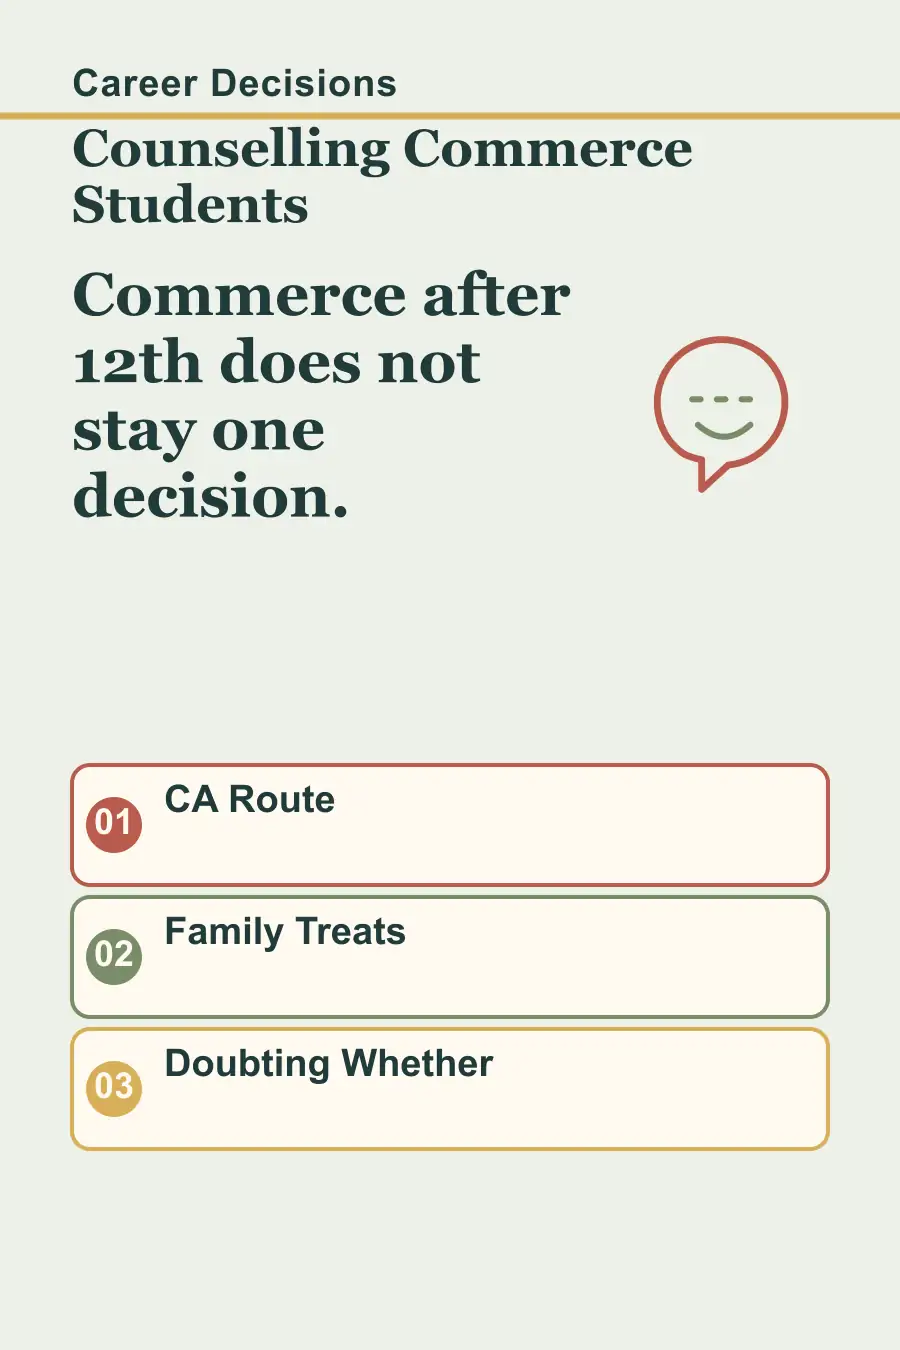 Career Decisions
Counselling Commerce
Students
Commerce after
12th does not
stay one
decision.
01 CA Route
02 Family Treats
03 Doubting Whether